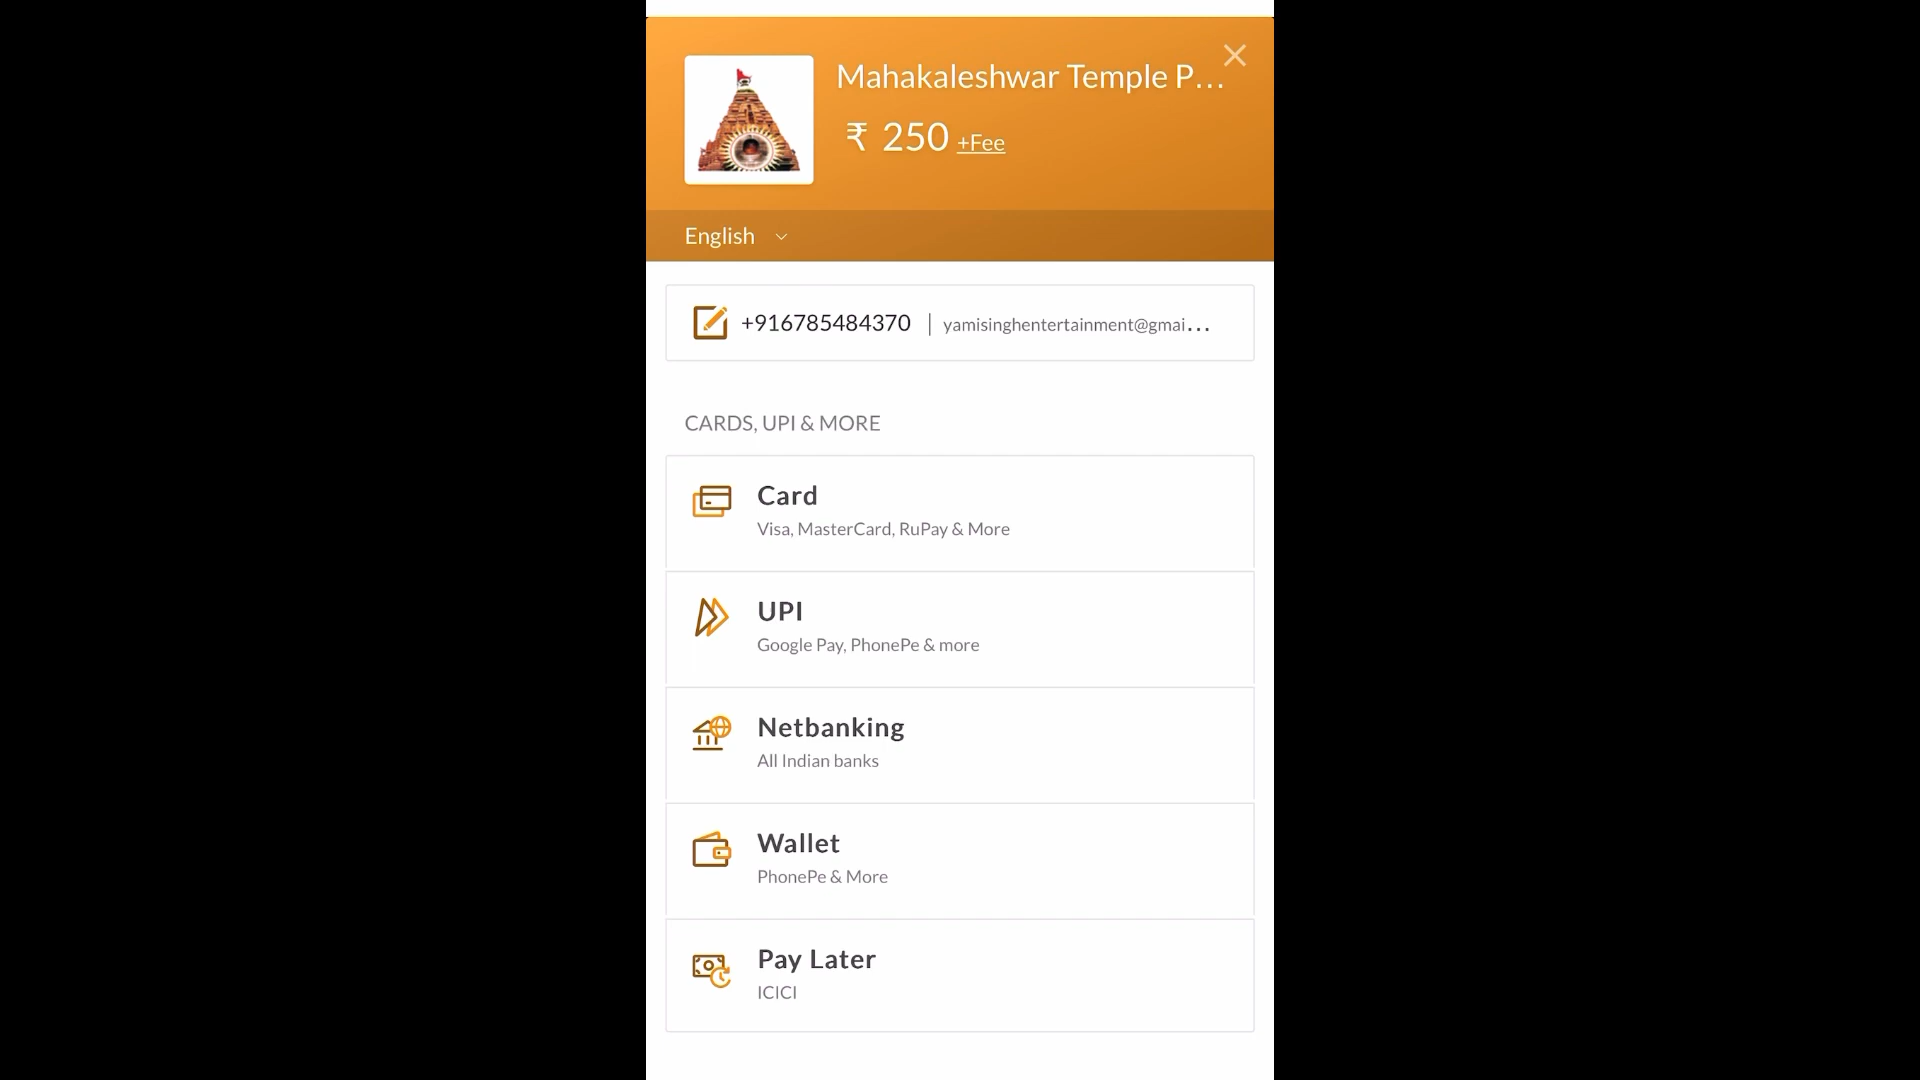 Mahakaleshwar Temple P...
₹ 250 +Fee
English
+916785484370 | yamisinghentertainment@gmai...
CARDS, UPI & MORE
Card
Visa, MasterCard, RuPay & More
UPI
Google Pay, PhonePe & more
Netbanking
All Indian banks
Wallet
PhonePe & More
Pay Later
ICICI